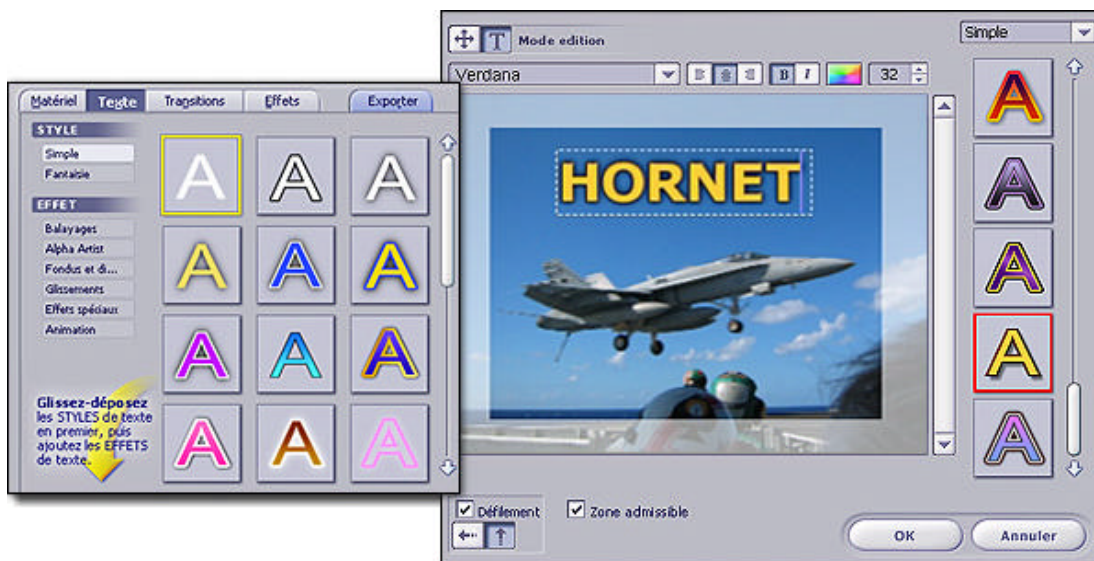 Matériel Texte Transitions Effets Exporter
STYLE
Simple
Fantaisie
EFFET
Balayages
Alpha Artist
Fondus et di...
Glissements
Effers spéciaux
Animation
Glissez-déposez
les STYLES de texte
en premier, puis
ajoutez les EFFETS
de texte.
A A A
A A A
A A A
A A A
T Mode edition
Simple
Verdana B I 32
HORNET
A
A
A
A
A
Défilement Zone admissible
OK Annuler